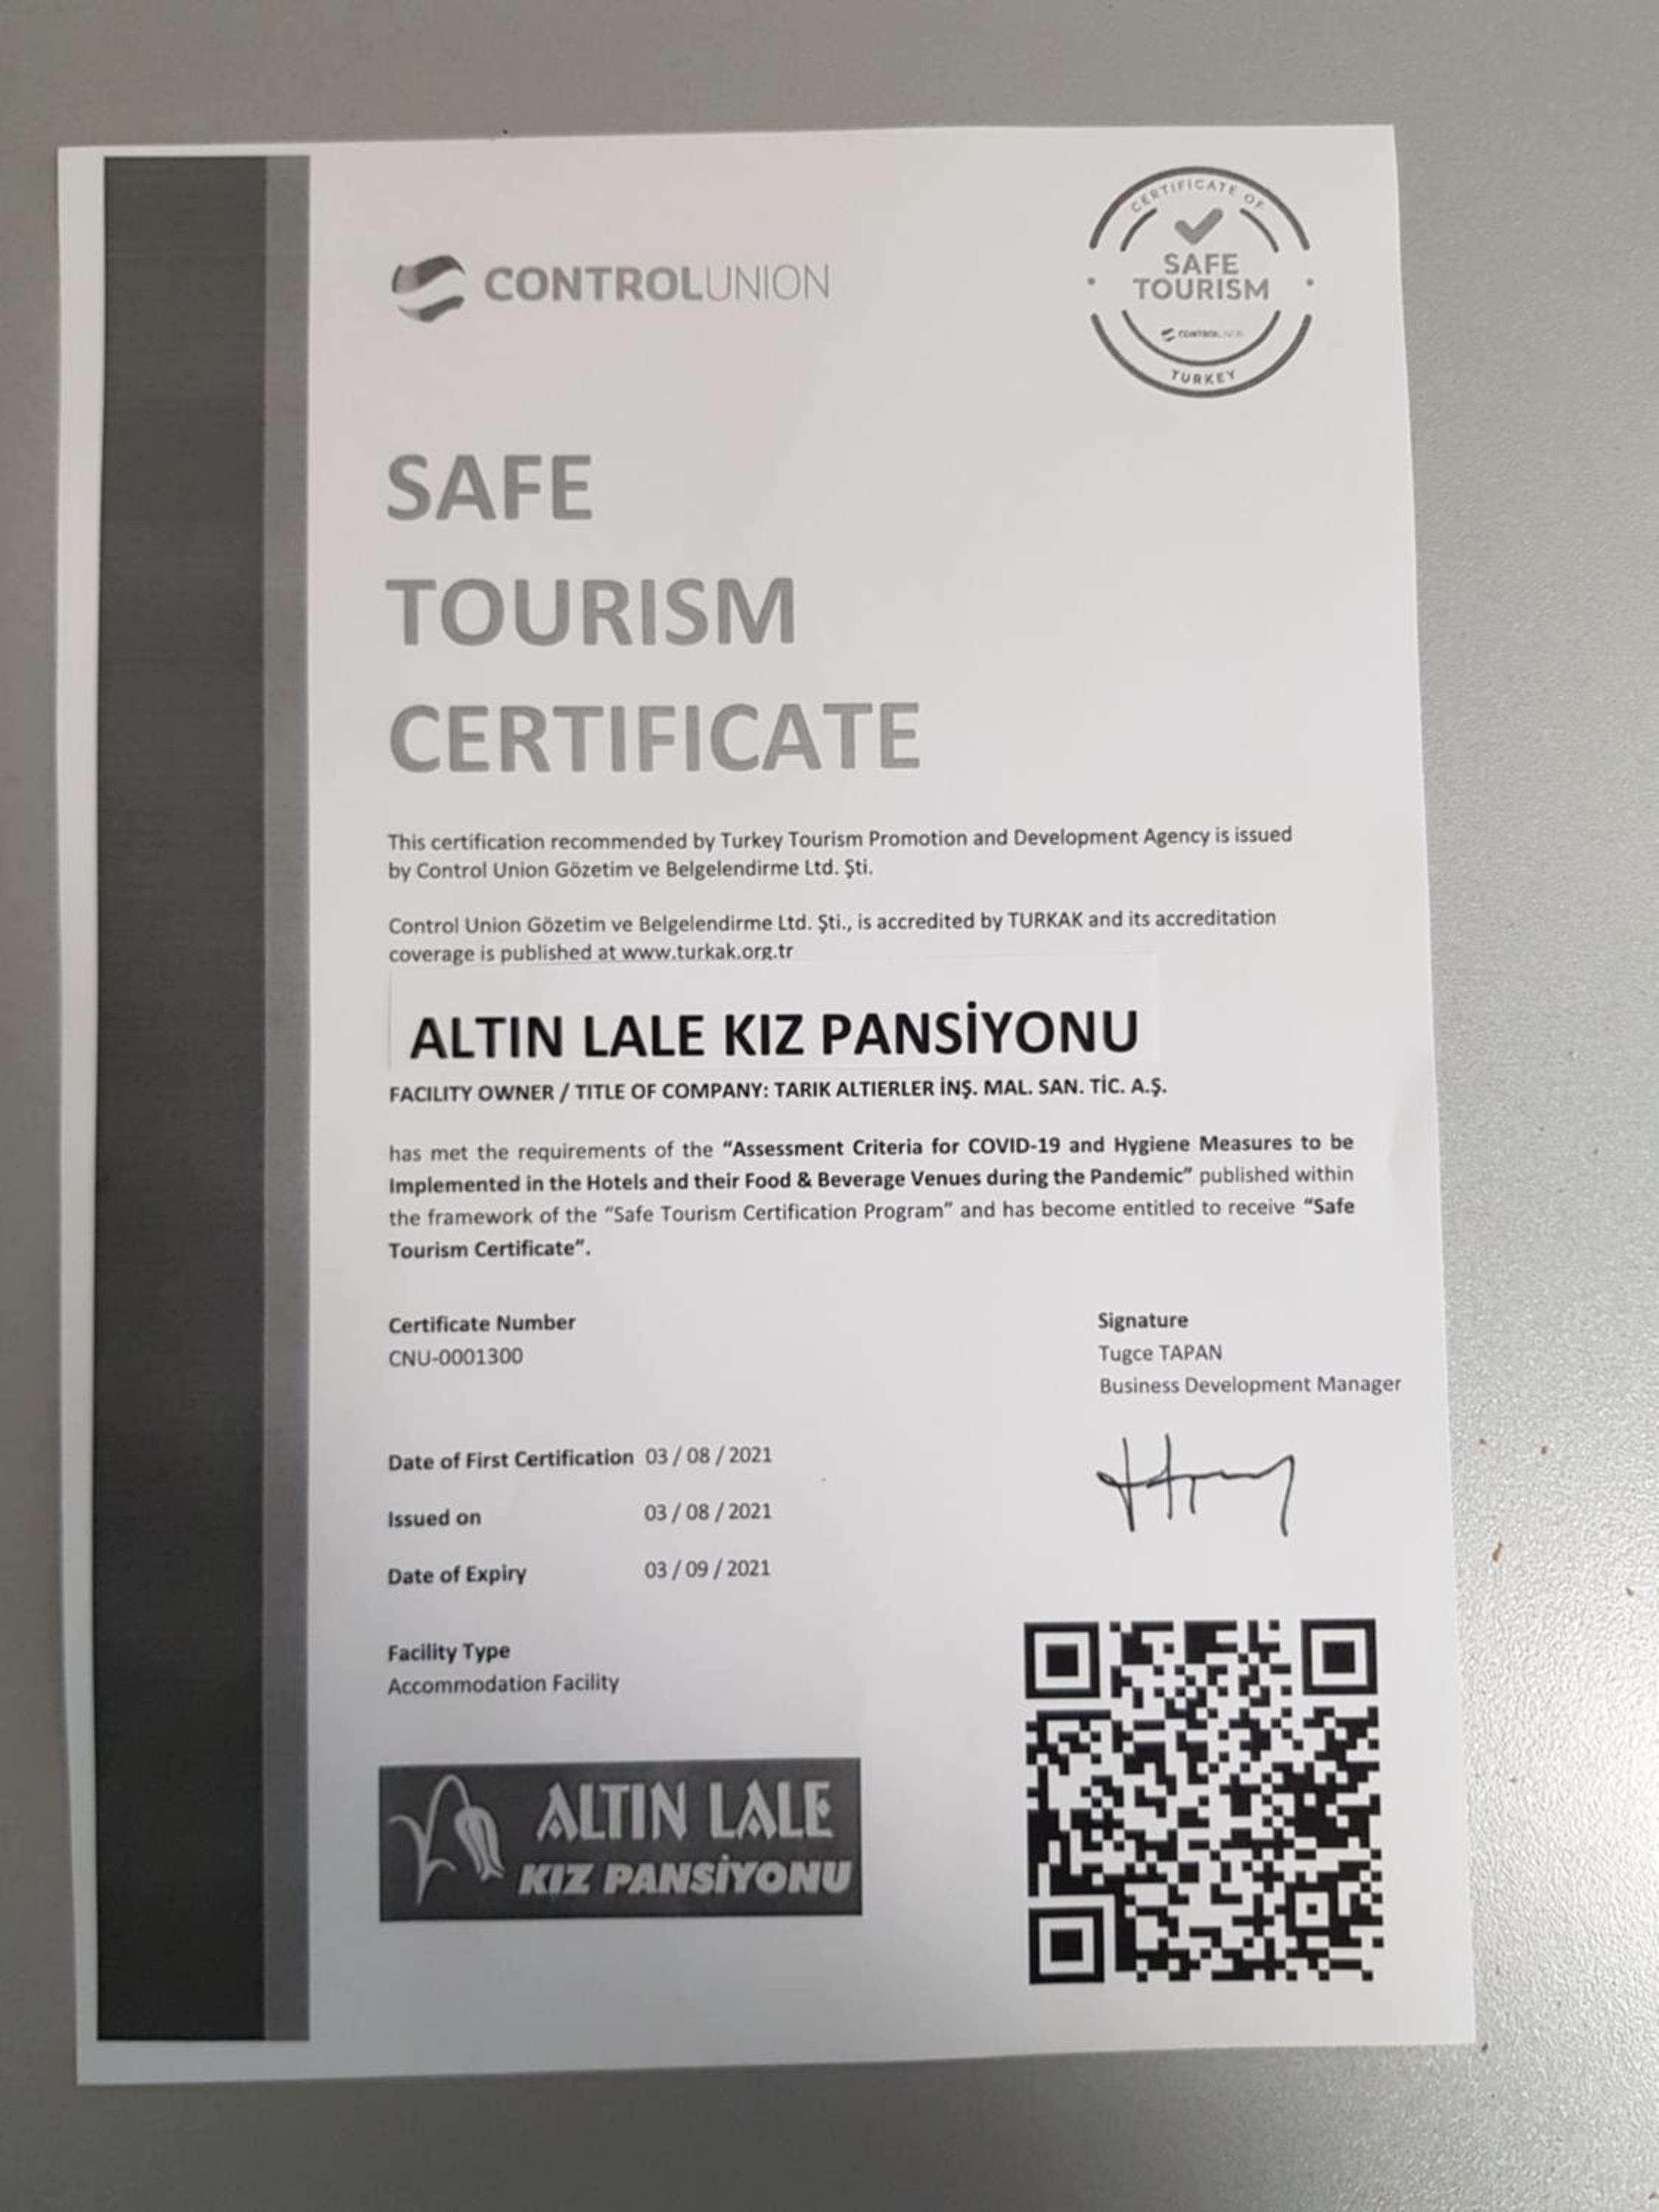 CONTROLUNION
CERTIFICATE OF
SAFE
TOURISM
CONTROLUNION
TURKEY
SAFE
TOURISM
CERTIFICATE
This certification recommended by Turkey Tourism Promotion and Development Agency is issued
by Control Union Gözetim ve Belgelendirme Ltd. Şti.
Control Union Gözetim ve Belgelendirme Ltd. Şti., is accredited by TURKAK and its accreditation
coverage is published at www.turkak.org.tr
ALTIN LALE KIZ PANSİYONU
FACILITY OWNER / TITLE OF COMPANY: TARIK ALTIERLER İNŞ. MAL. SAN. TİC. A.Ş.
has met the requirements of the “Assessment Criteria for COVID-19 and Hygiene Measures to be
Implemented in the Hotels and their Food & Beverage Venues during the Pandemic” published within
the framework of the “Safe Tourism Certification Program” and has become entitled to receive “Safe
Tourism Certificate”.
Certificate Number
CNU-0001300
Signature
Tugce TAPAN
Business Development Manager
Date of First Certification 03 / 08 / 2021
Issued on 03 / 08 / 2021
Date of Expiry 03 / 09 / 2021
Facility Type
Accommodation Facility
ALTIN LALE
KIZ PANSİYONU